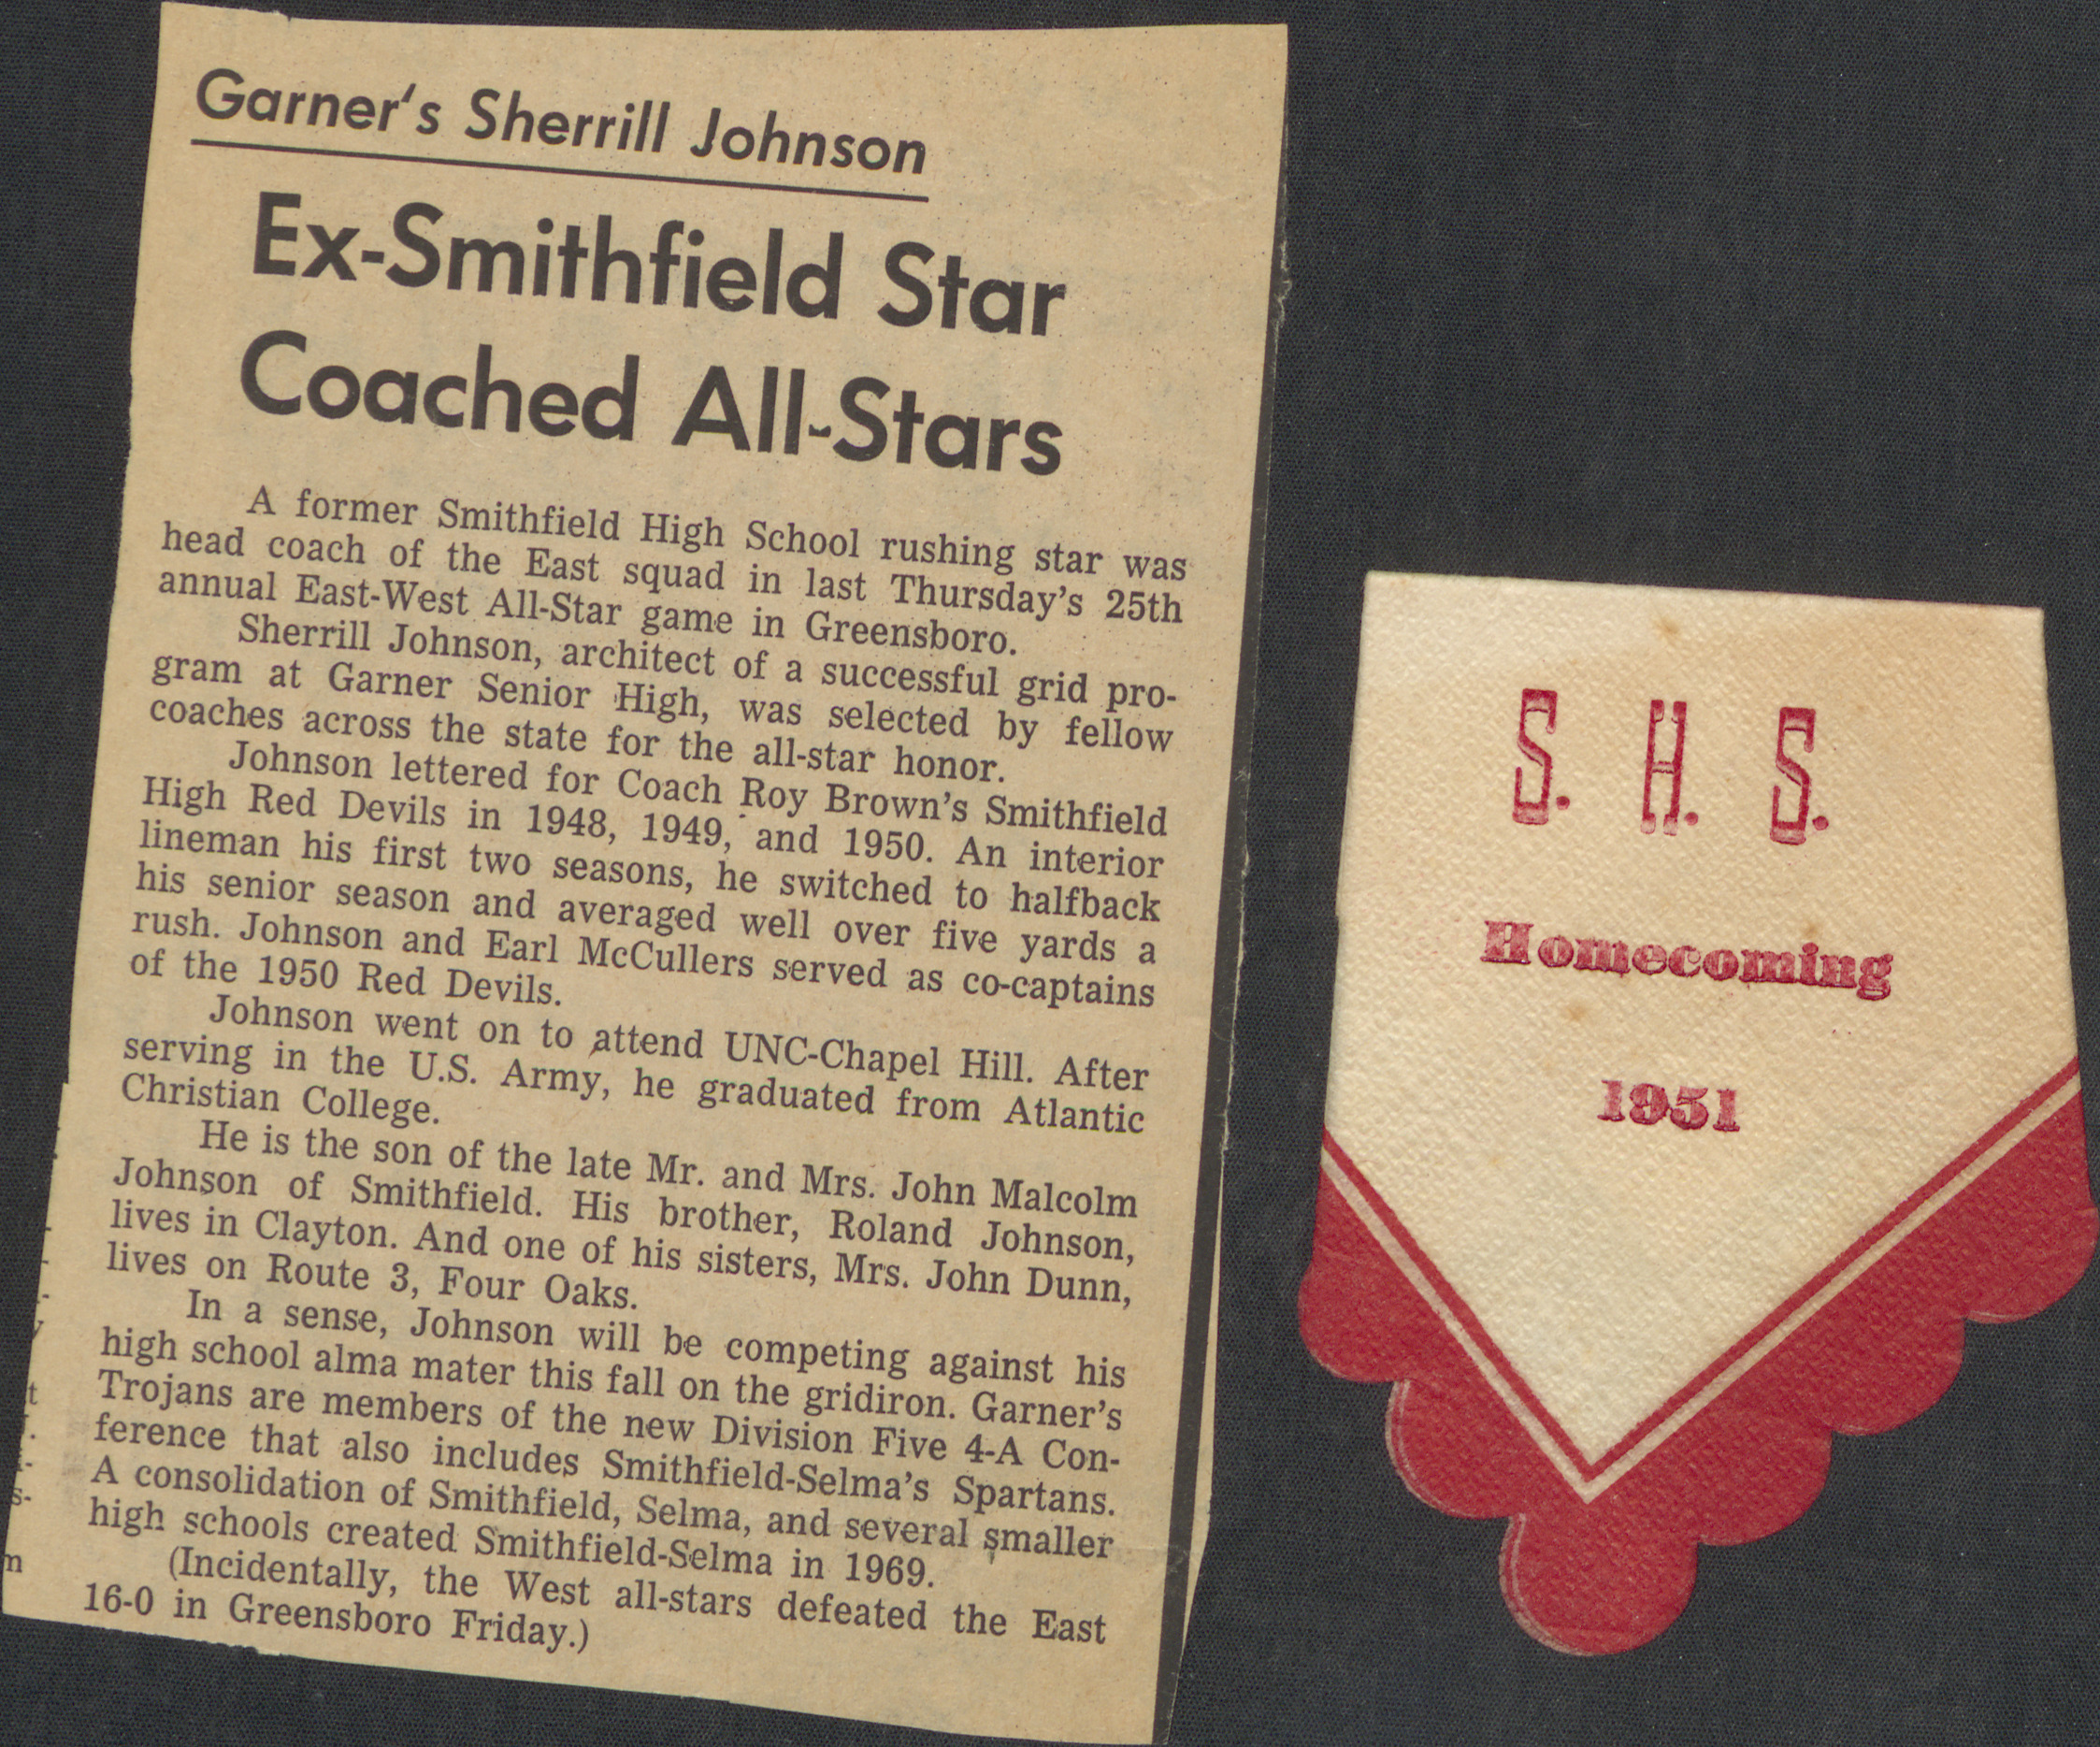 Garner's Sherrill Johnson
Ex-Smithfield Star
Coached All-Stars
A former Smithfield High School rushing star was
head coach of the East squad in last Thursday's 25th
annual East-West All-Star game in Greensboro.
Sherrill Johnson, architect of a successful grid pro-
gram at Garner Senior High, was selected by fellow
coaches across the state for the all-star honor.
Johnson lettered for Coach Roy Brown's Smithfield
High Red Devils in 1948, 1949, and 1950. An interior
lineman his first two seasons, he switched to halfback
his senior season and averaged well over five yards a
rush. Johnson and Earl McCullers served as co-captains
of the 1950 Red Devils.
Johnson went on to attend UNC-Chapel Hill. After
serving in the U.S. Army, he graduated from Atlantic
Christian College.
He is the son of the late Mr. and Mrs. John Malcolm
Johnson of Smithfield. His brother, Roland Johnson,
lives in Clayton. And one of his sisters, Mrs. John Dunn,
lives on Route 3, Four Oaks.
In a sense, Johnson will be competing against his
high school alma mater this fall on the gridiron. Garner's
Trojans are members of the new Division Five 4-A Con-
ference that also includes Smithfield-Selma's Spartans.
A consolidation of Smithfield, Selma, and several smaller
high schools created Smithfield-Selma in 1969.
(Incidentally, the West all-stars defeated the East
16-0 in Greensboro Friday.)
S. H. S.
Homecoming
1951